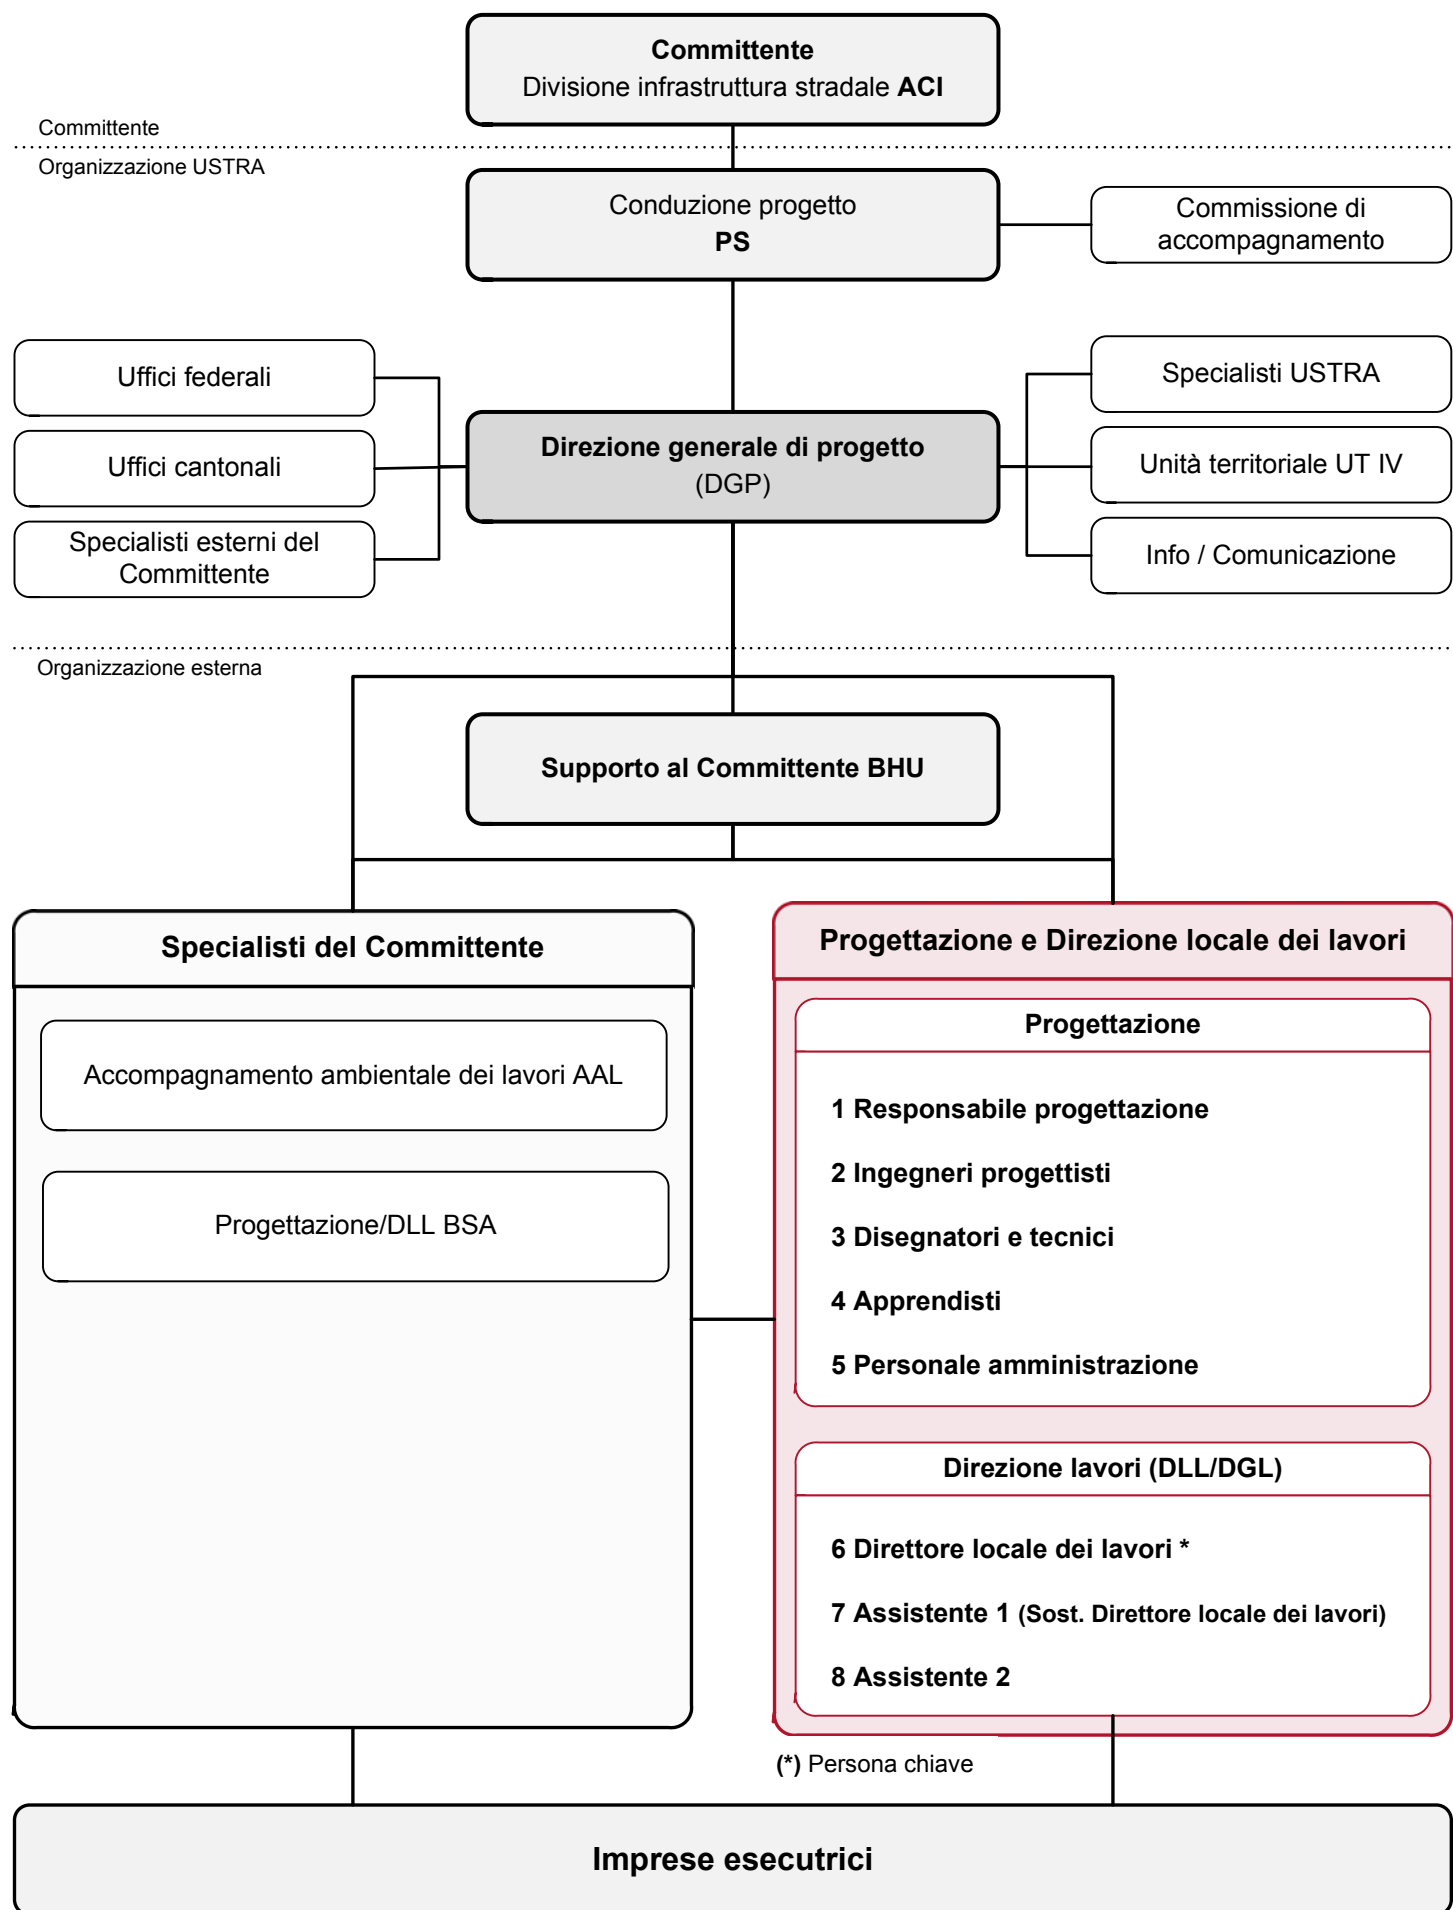 Committente
Divisione infrastruttura stradale ACI
Committente
Organizzazione USTRA
Conduzione progetto
PS
Commissione di
accompagnamento
Uffici federali
Uffici cantonali
Specialisti esterni del
Committente
Direzione generale di progetto
(DGP)
Specialisti USTRA
Unità territoriale UT IV
Info / Comunicazione
Organizzazione esterna
Supporto al Committente BHU
Specialisti del Committente
Accompagnamento ambientale dei lavori AAL
Progettazione/DLL BSA
Progettazione e Direzione locale dei lavori
Progettazione
1 Responsabile progettazione
2 Ingegneri progettisti
3 Disegnatori e tecnici
4 Apprendisti
5 Personale amministrazione
Direzione lavori (DLL/DGL)
6 Direttore locale dei lavori *
7 Assistente 1 (Sost. Direttore locale dei lavori)
8 Assistente 2
(*) Persona chiave
Imprese esecutrici